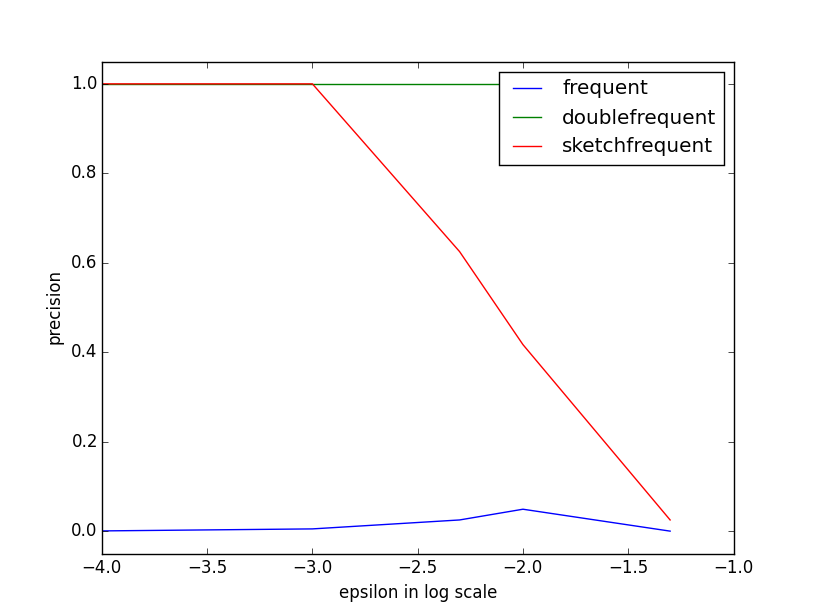 frequent
doublefrequent
sketchfrequent
1.0
0.8
0.6
0.4
0.2
0.0
precision
−4.0 −3.5 −3.0 −2.5 −2.0 −1.5 −1.0
epsilon in log scale